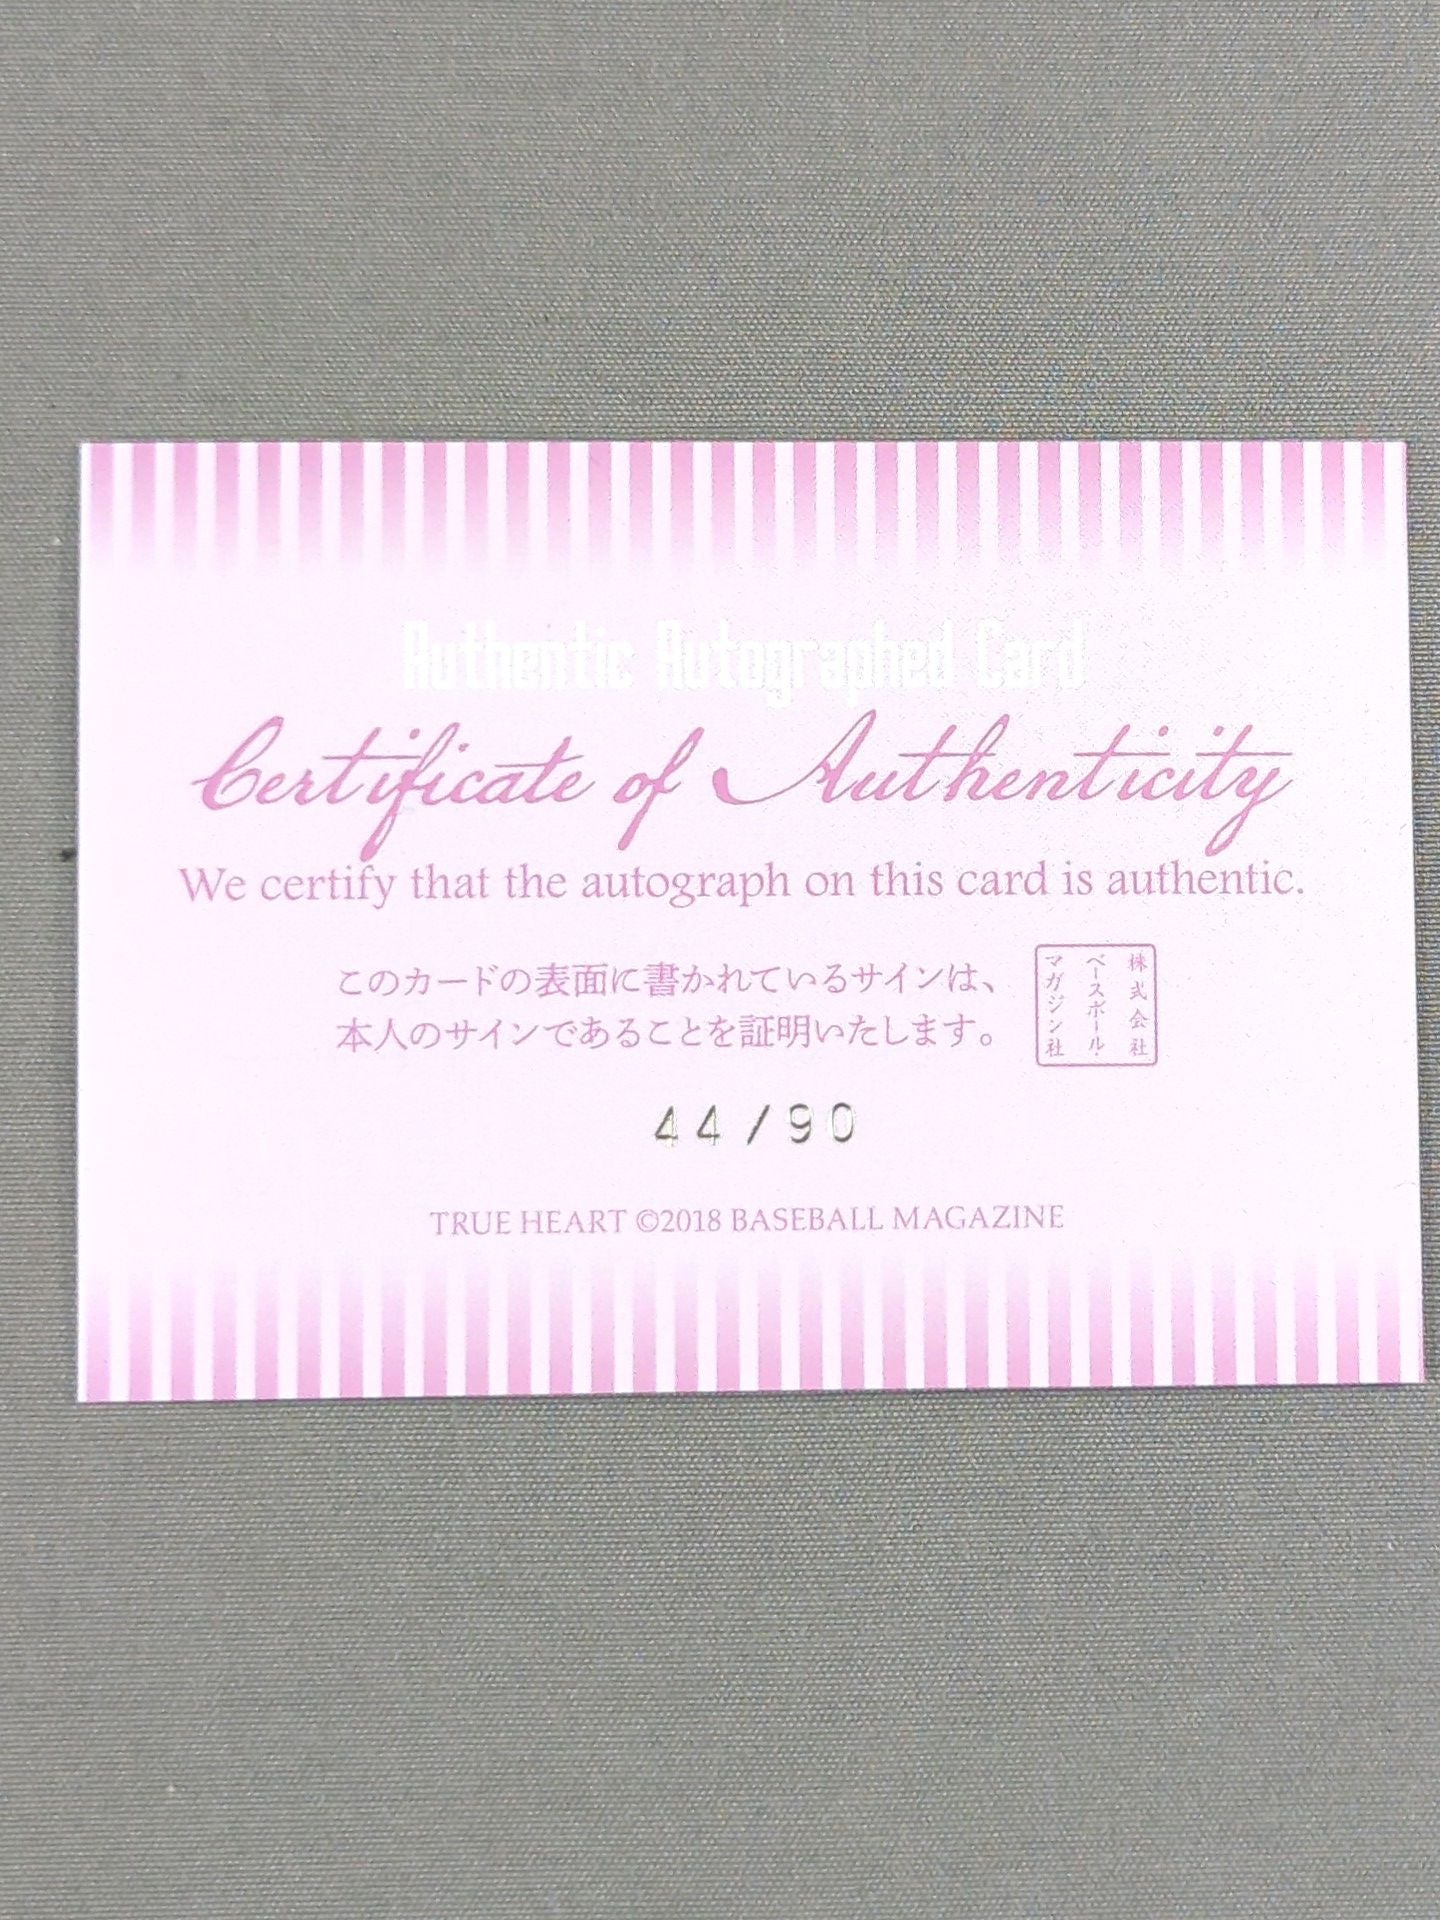 Authentic Autographed Card
Certificate of Authenticity
We certify that the autograph on this card is authentic.
このカードの表面に書かれているサインは、
本人のサインであることを証明いたします。
株式会社
ベースボール・
マガジン社
44/90
TRUE HEART ©2018 BASEBALL MAGAZINE